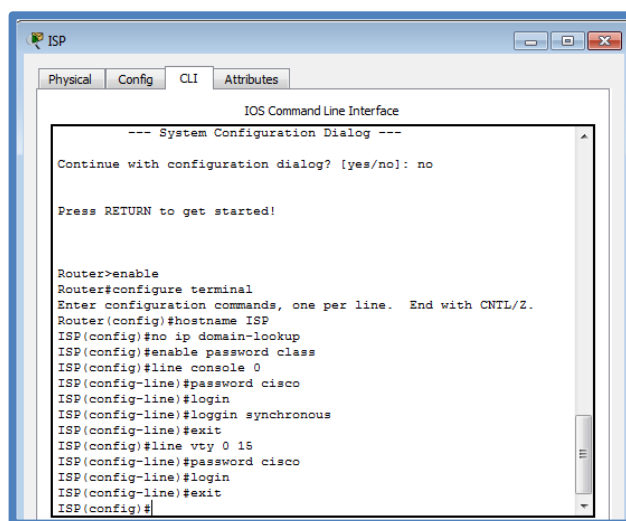 ISP
Physical Config CLI Attributes
IOS Command Line Interface
--- System Configuration Dialog ---
Continue with configuration dialog? [yes/no]: no
Press RETURN to get started!
Router>enable
Router#configure terminal
Enter configuration commands, one per line.  End with CNTL/Z.
Router(config)#hostname ISP
ISP(config)#no ip domain-lookup
ISP(config)#enable password class
ISP(config)#line console 0
ISP(config-line)#password cisco
ISP(config-line)#login
ISP(config-line)#loggin synchronous
ISP(config-line)#exit
ISP(config)#line vty 0 15
ISP(config-line)#password cisco
ISP(config-line)#login
ISP(config-line)#exit
ISP(config)#